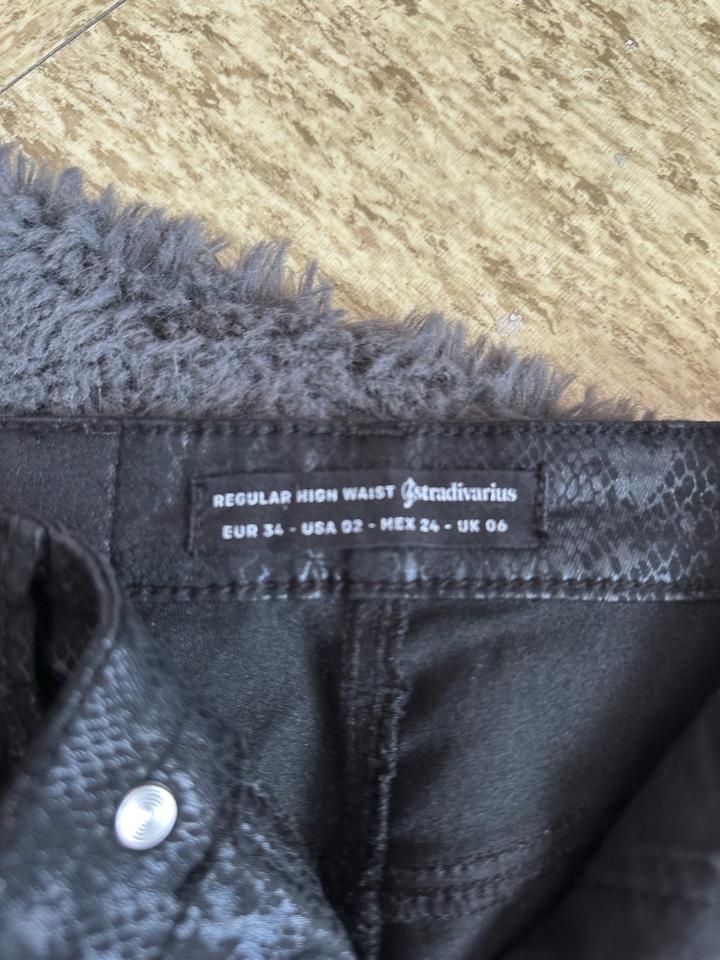 REGULAR HIGH WAIST stradivarius
EUR 34 - USA 02 - MEX 24 - UK 06